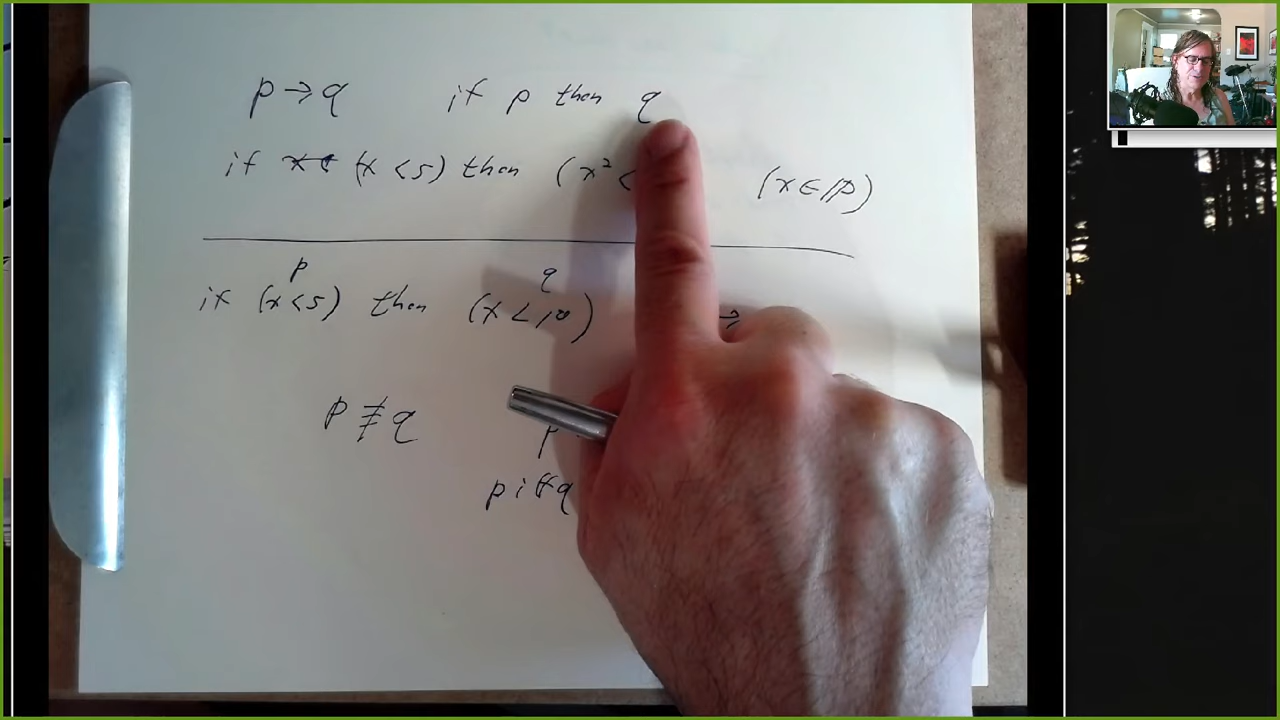 p → q if p then q
if (x < 5) then (x² < (x ∈ ℙ)
p q
if (x < 5) then (x < 10)
p ≢ q p
p iff q